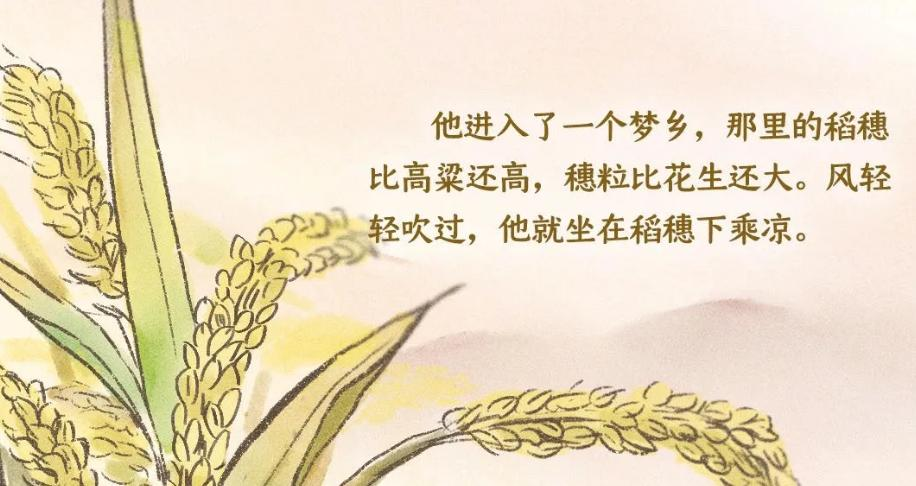 他进入了一个梦乡，那里的稻穗
比高粱还高，穗粒比花生还大。风轻
轻吹过，他就坐在稻穗下乘凉。